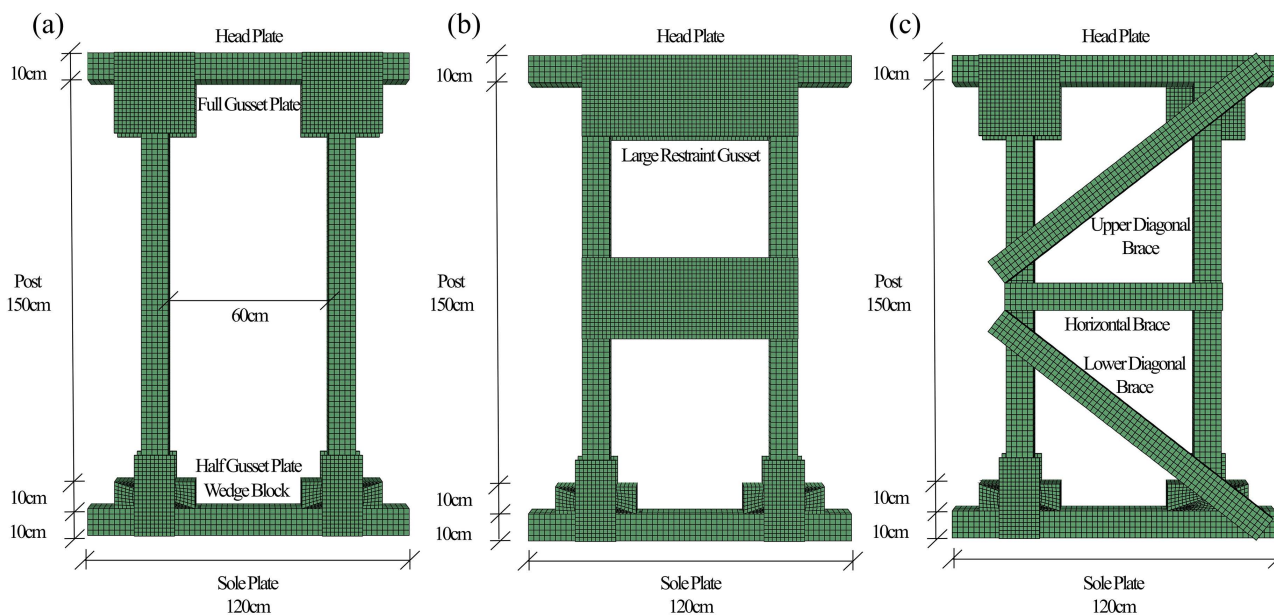 (a)
Head Plate
10cm
Full Gusset Plate
Post
150cm
60cm
Half Gusset Plate
Wedge Block
10cm
10cm
Sole Plate
120cm
(b)
Head Plate
10cm
Large Restraint Gusset
Post
150cm
10cm
10cm
Sole Plate
120cm
(c)
Head Plate
10cm
Upper Diagonal
Brace
Post
150cm
Horizontal Brace
Lower Diagonal
Brace
10cm
10cm
Sole Plate
120cm